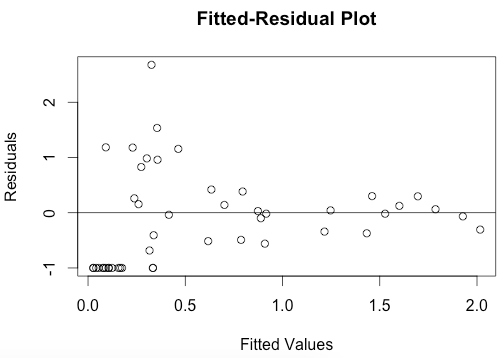 Fitted-Residual Plot
Residuals
2
1
0
-1
0.0 0.5 1.0 1.5 2.0
Fitted Values